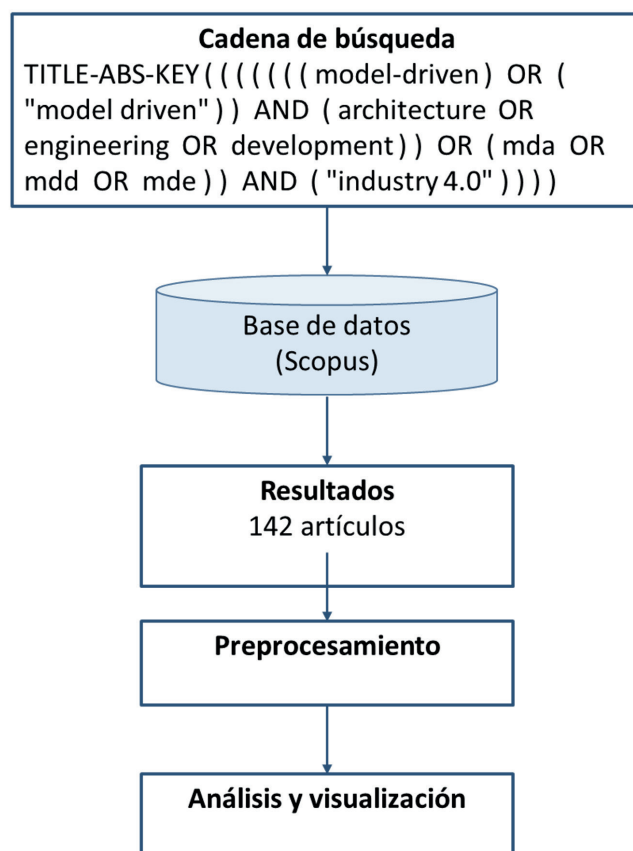 Cadena de búsqueda
TITLE-ABS-KEY ( ( ( ( ( ( ( model-driven ) OR (
"model driven" ) ) AND ( architecture OR
engineering OR development ) ) OR ( mda OR
mdd OR mde ) ) AND ( "industry 4.0" ) ) ) )
Base de datos
(Scopus)
Resultados
142 artículos
Preprocesamiento
Análisis y visualización